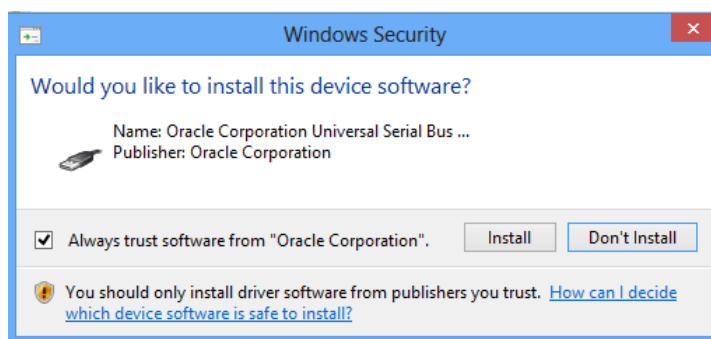 Windows Security
Would you like to install this device software?
Name: Oracle Corporation Universal Serial Bus ...
Publisher: Oracle Corporation
Always trust software from "Oracle Corporation".
Install
Don't Install
You should only install driver software from publishers you trust. How can I decide
which device software is safe to install?